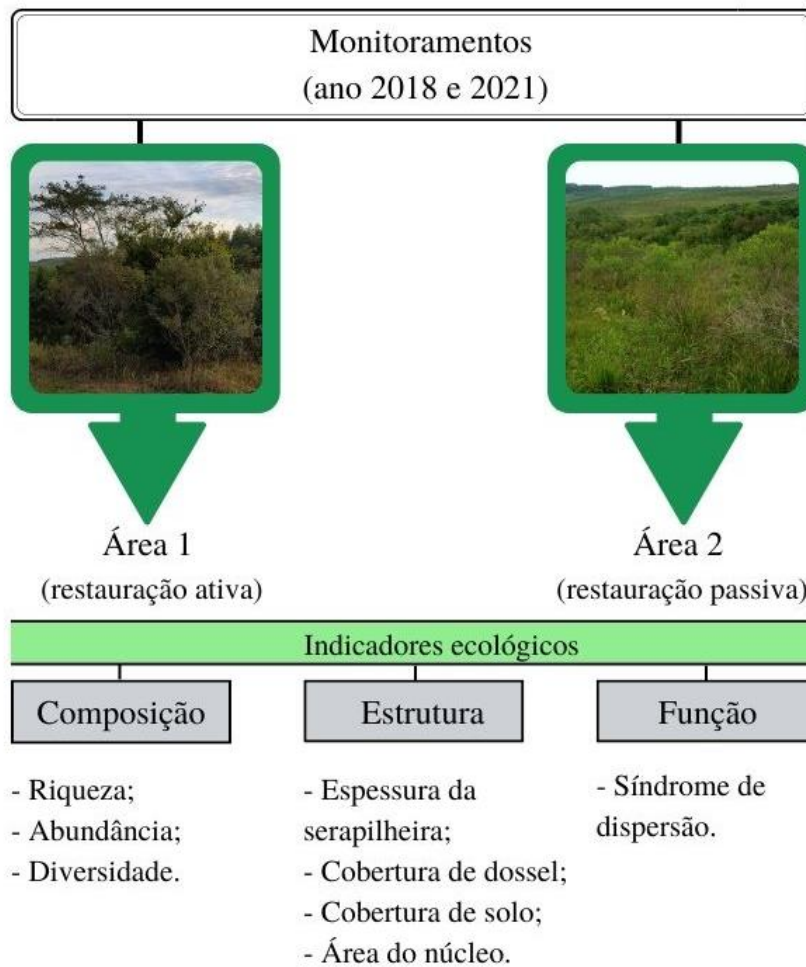 Monitoramentos
(ano 2018 e 2021)
Área 1
(restauração ativa)
Área 2
(restauração passiva)
Indicadores ecológicos
Composição
- Riqueza;
- Abundância;
- Diversidade.
Estrutura
- Espessura da
serapilheira;
- Cobertura de dossel;
- Cobertura de solo;
- Área do núcleo.
Função
- Síndrome de
dispersão.